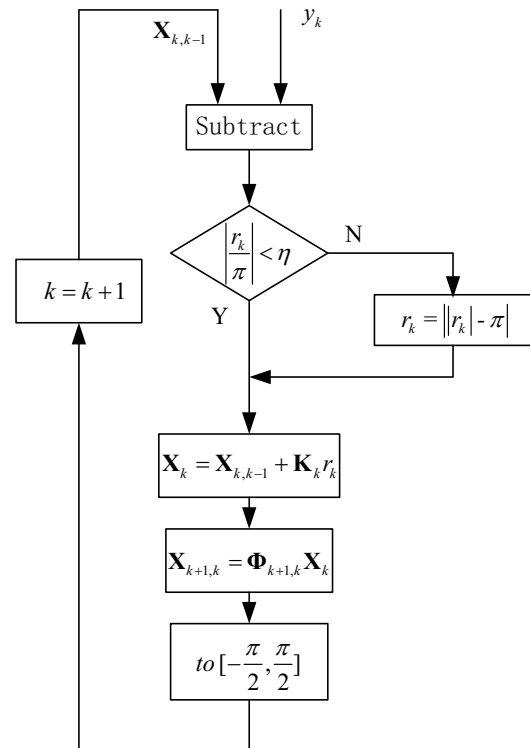 X_{k,k-1}
y_k
Subtract
|r_k/π| < η
N
Y
k = k + 1
r_k = ||r_k| - π|
X_k = X_{k,k-1} + K_k r_k
X_{k+1,k} = Φ_{k+1,k} X_k
to [-π/2, π/2]